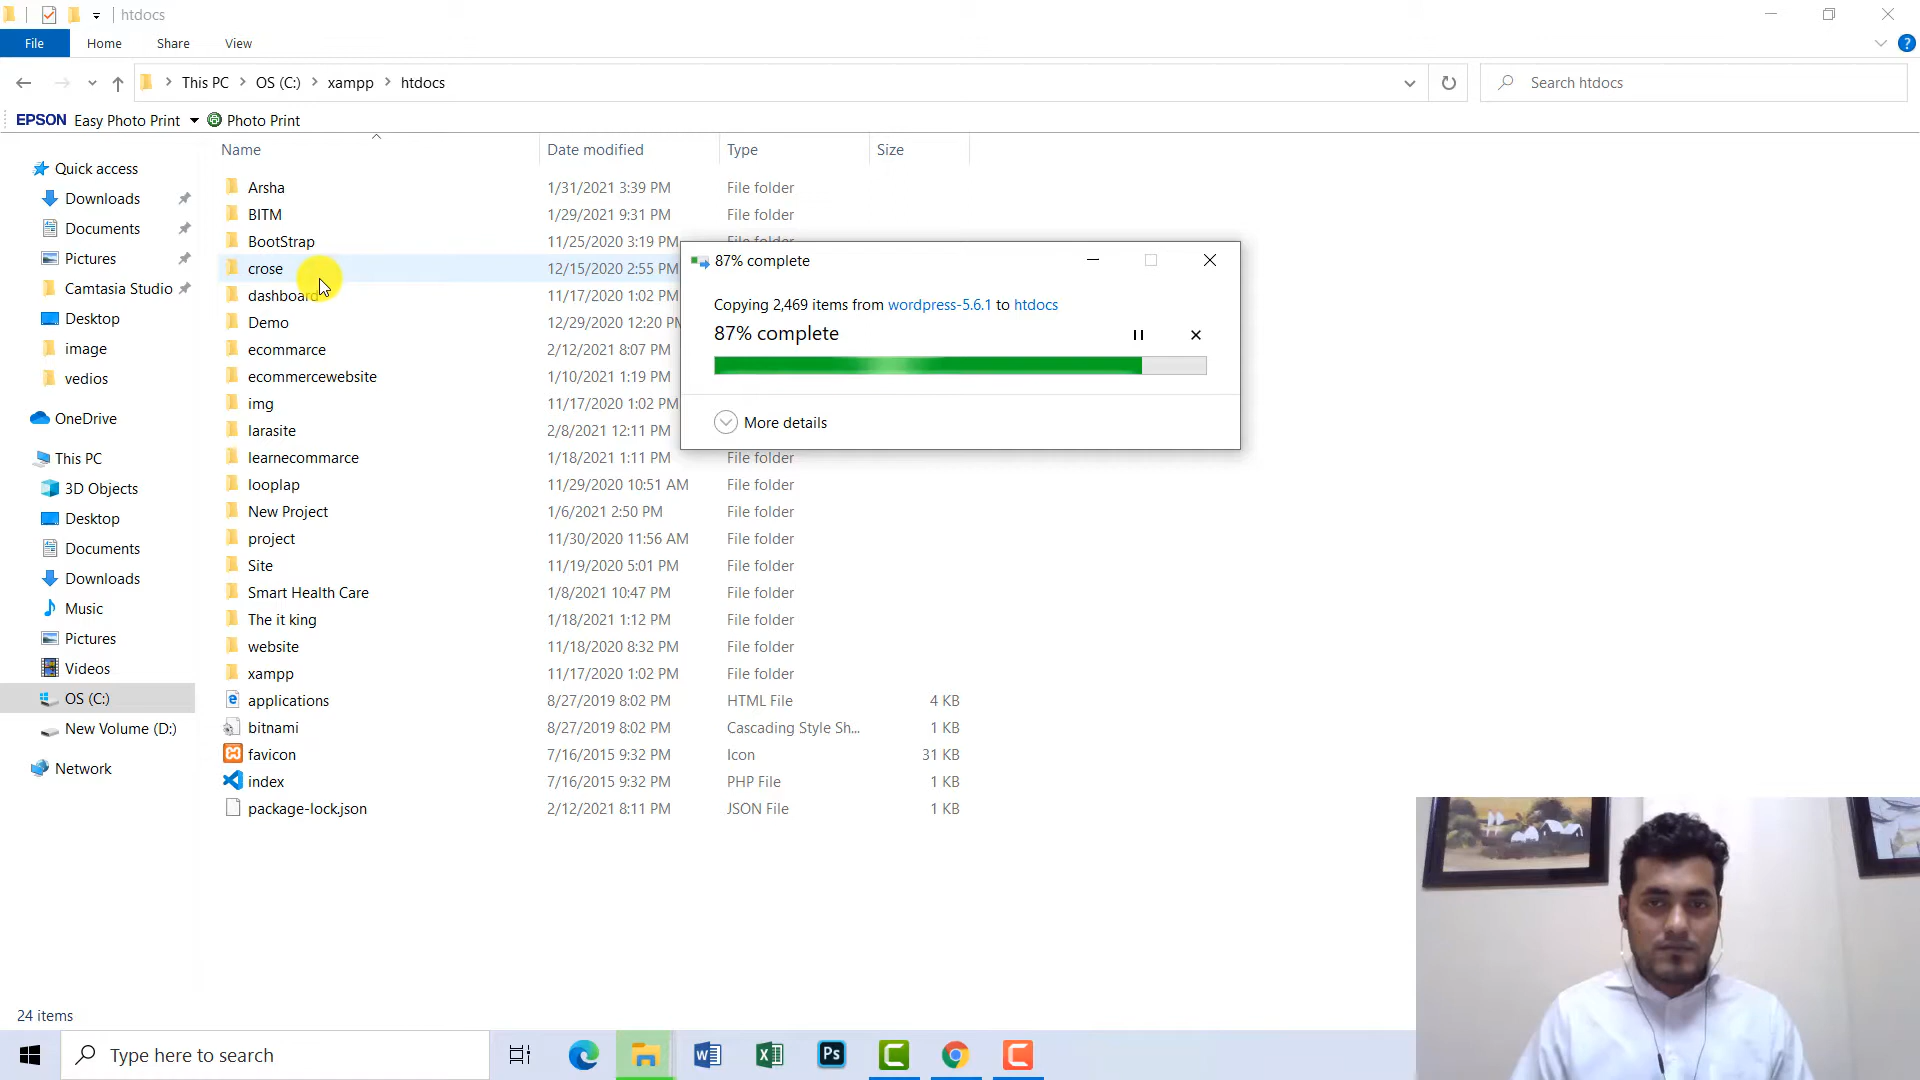 htdocs
File Home Share View
This PC OS (C:) xampp htdocs
Search htdocs
EPSON Easy Photo Print Photo Print
Name Date modified Type Size
Quick access
Downloads
Documents
Pictures
Camtasia Studio
Desktop
image
vedios
OneDrive
This PC
3D Objects
Desktop
Documents
Downloads
Music
Pictures
Videos
OS (C:)
New Volume (D:)
Network
Arsha 1/31/2021 3:39 PM File folder
BITM 1/29/2021 9:31 PM File folder
BootStrap 11/25/2020 3:19 PM File folder
crose 12/15/2020 2:55 PM
dashboard 11/17/2020 1:02 PM
Demo 12/29/2020 12:20 PM
ecommarce 2/12/2021 8:07 PM
ecommercewebsite 1/10/2021 1:19 PM
img 11/17/2020 1:02 PM
larasite 2/8/2021 12:11 PM
learnecommarce 1/18/2021 1:11 PM File folder
looplap 11/29/2020 10:51 AM File folder
New Project 1/6/2021 2:50 PM File folder
project 11/30/2020 11:56 AM File folder
Site 11/19/2020 5:01 PM File folder
Smart Health Care 1/8/2021 10:47 PM File folder
The it king 1/18/2021 1:12 PM File folder
website 11/18/2020 8:32 PM File folder
xampp 11/17/2020 1:02 PM File folder
applications 8/27/2019 8:02 PM HTML File 4 KB
bitnami 8/27/2019 8:02 PM Cascading Style Sh... 1 KB
favicon 7/16/2015 9:32 PM Icon 31 KB
index 7/16/2015 9:32 PM PHP File 1 KB
package-lock.json 2/12/2021 8:11 PM JSON File 1 KB
87% complete
Copying 2,469 items from wordpress-5.6.1 to htdocs
87% complete
More details
24 items
Type here to search